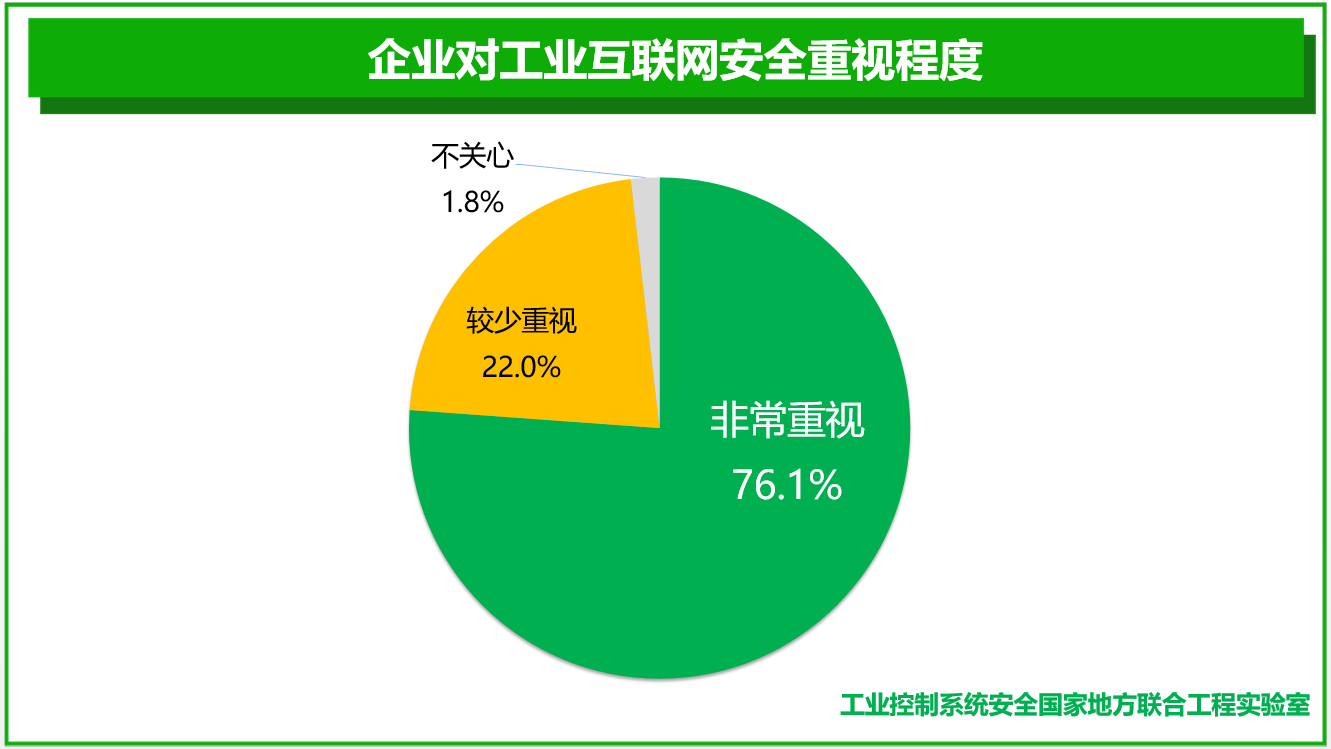 企业对工业互联网安全重视程度
不关心
1.8%
较少重视
22.0%
非常重视
76.1%
工业控制系统安全国家地方联合工程实验室